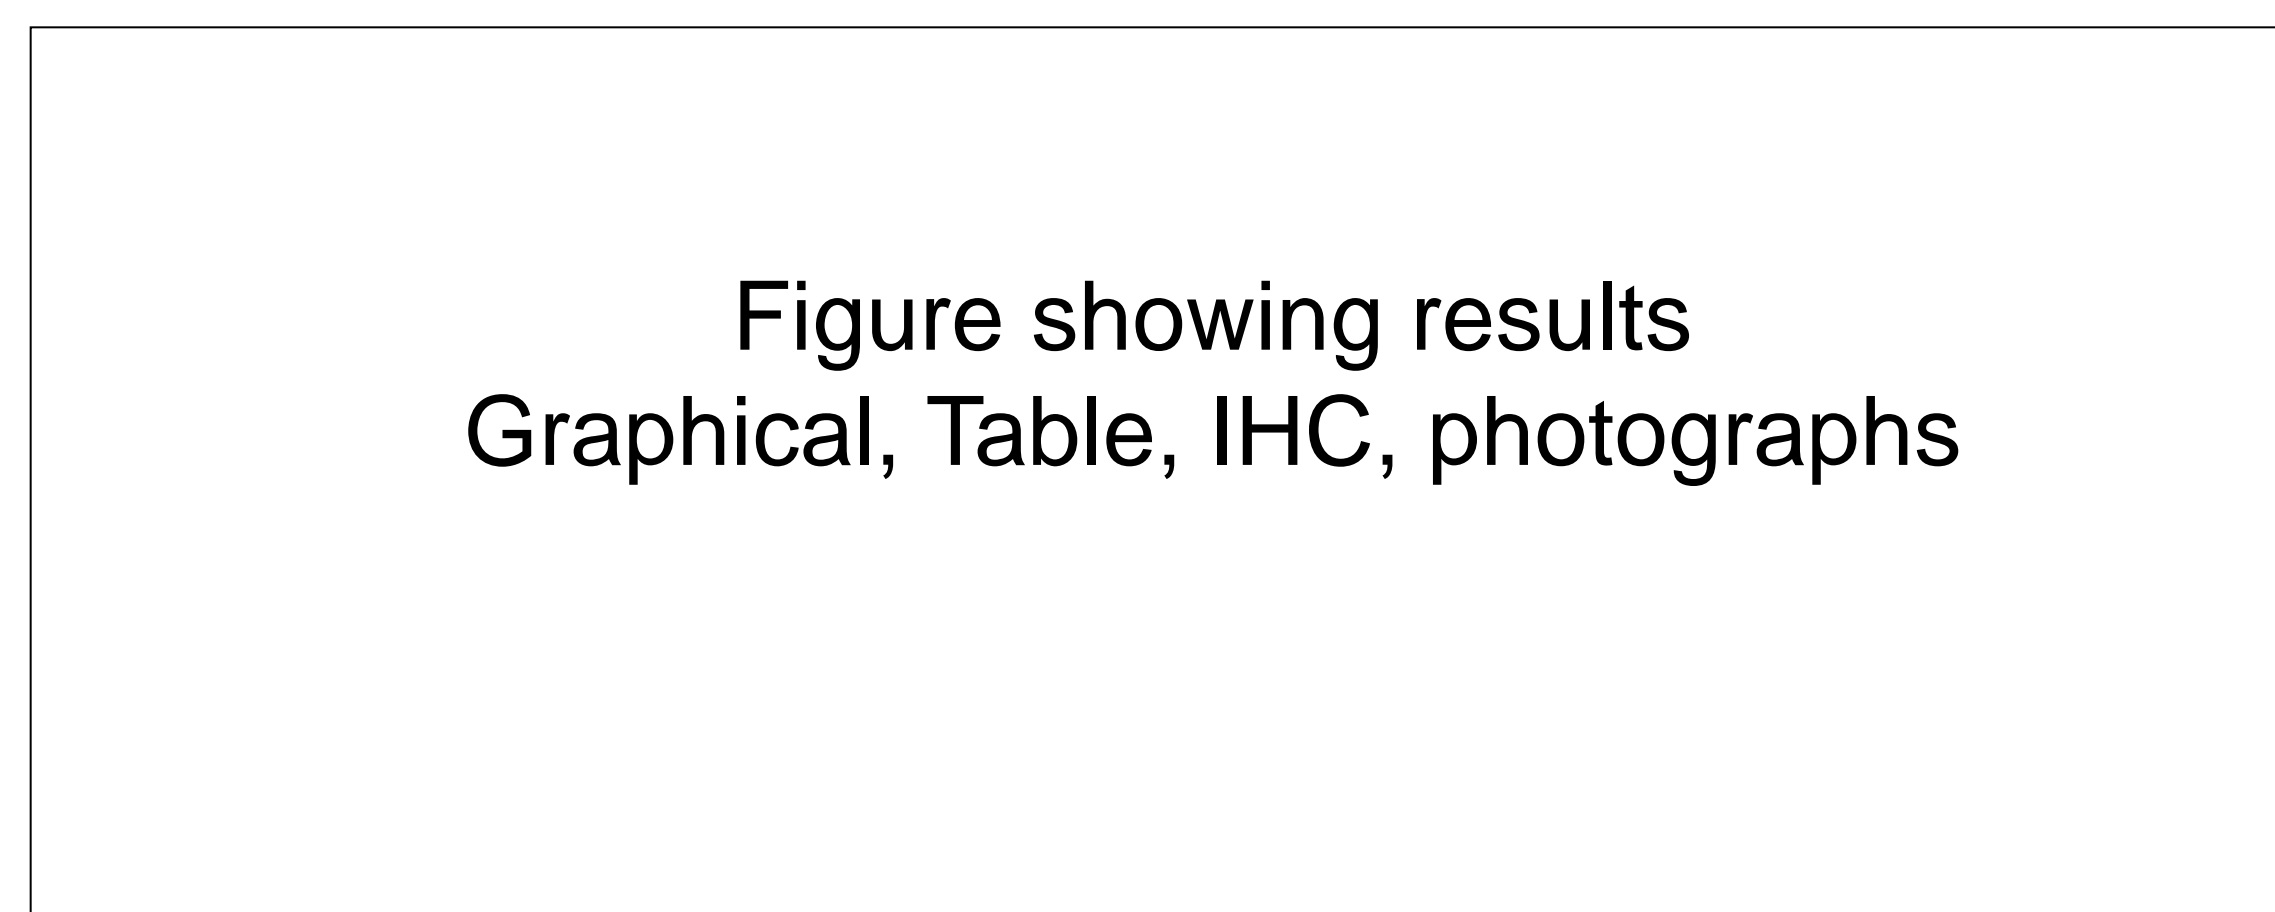 Figure showing results
Graphical, Table, IHC, photographs